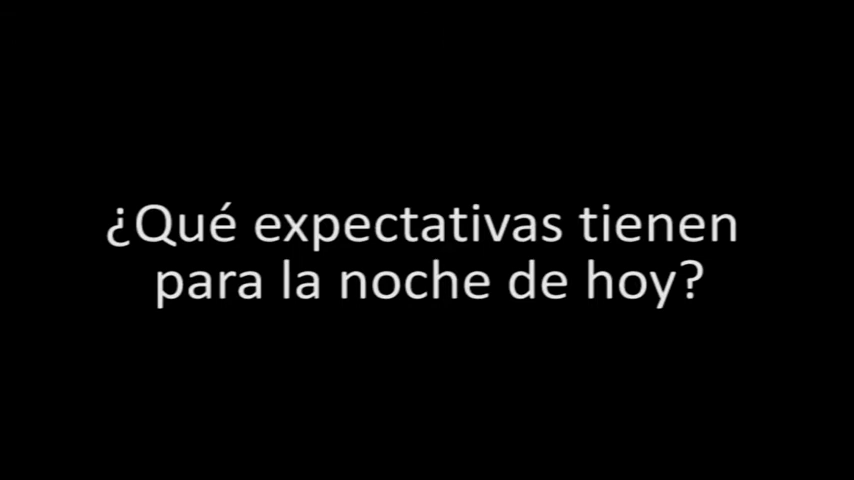 ¿Qué expectativas tienen
para la noche de hoy?